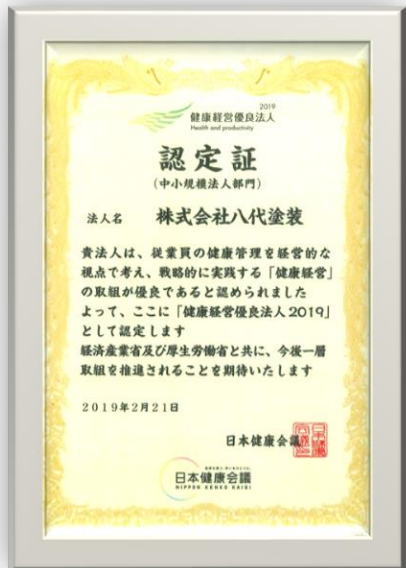 2019
健康経営優良法人
Health and productivity
認定証
(中小規模法人部門)
法人名 株式会社八代塗装
貴法人は、従業員の健康管理を経営的な
視点で考え、戦略的に実践する「健康経営」
の取組が優良であると認められました
よって、ここに「健康経営優良法人2019」
として認定します
経済産業省及び厚生労働省と共に、今後一層
取組を推進されることを期待いたします
2019年2月21日
日本健康会議
日本健康会議
NIPPON KENKO KAIGI